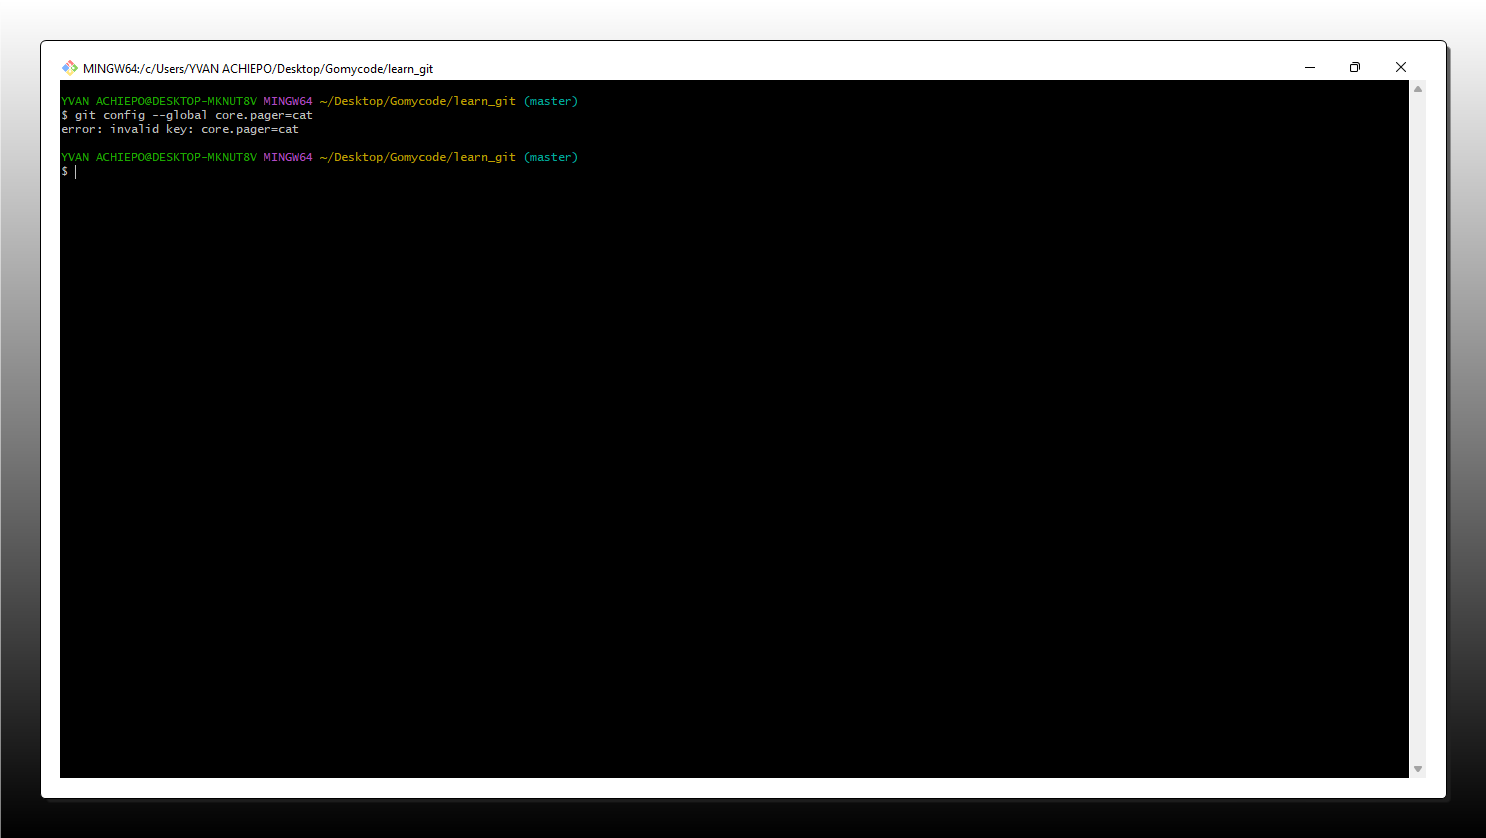 MINGW64:/c/Users/YVAN ACHIEPO/Desktop/Gomycode/learn_git
YVAN ACHIEPO@DESKTOP-MKNUT8V MINGW64 ~/Desktop/Gomycode/learn_git (master)
$ git config --global core.pager=cat
error: invalid key: core.pager=cat
YVAN ACHIEPO@DESKTOP-MKNUT8V MINGW64 ~/Desktop/Gomycode/learn_git (master)
$